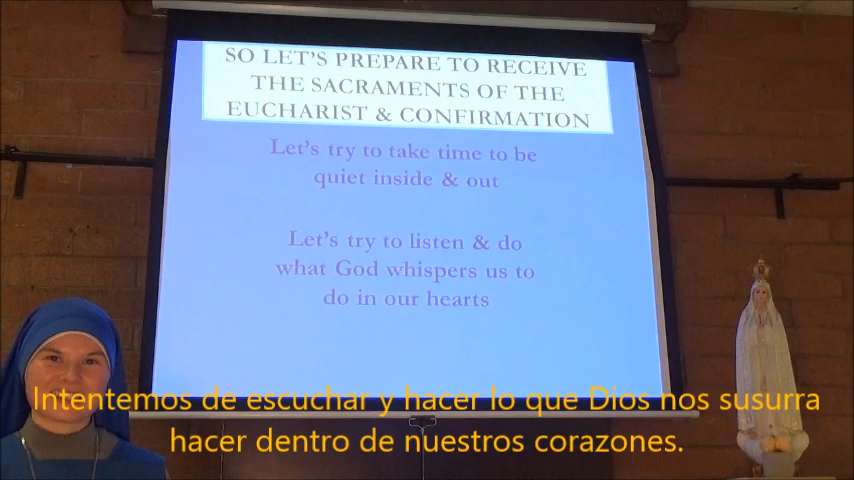 SO LET'S PREPARE TO RECEIVE
THE SACRAMENTS OF THE
EUCHARIST & CONFIRMATION
Let's try to take time to be
quiet inside & out
Let's try to listen & do
what God whispers us to
do in our hearts
Intentemos de escuchar y hacer lo que Dios nos susurra
hacer dentro de nuestros corazones.